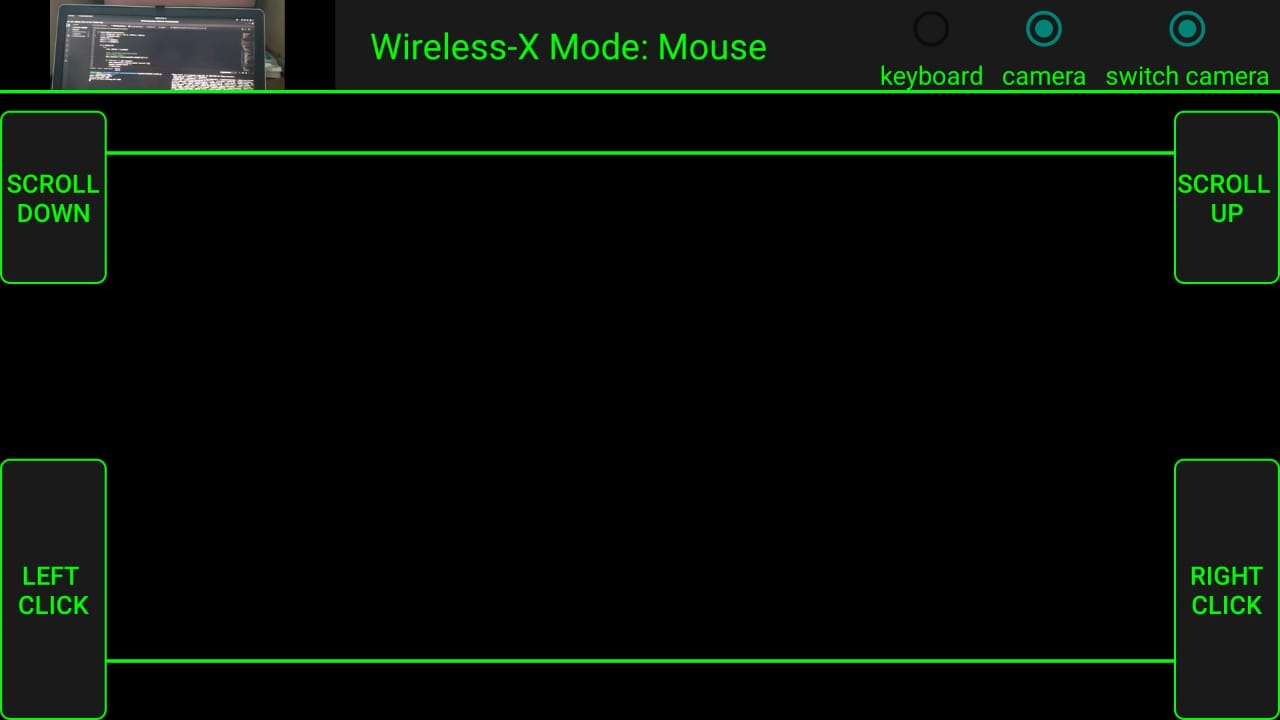 Wireless-X Mode: Mouse
keyboard camera switch camera
SCROLL
DOWN
SCROLL
UP
LEFT
CLICK
RIGHT
CLICK